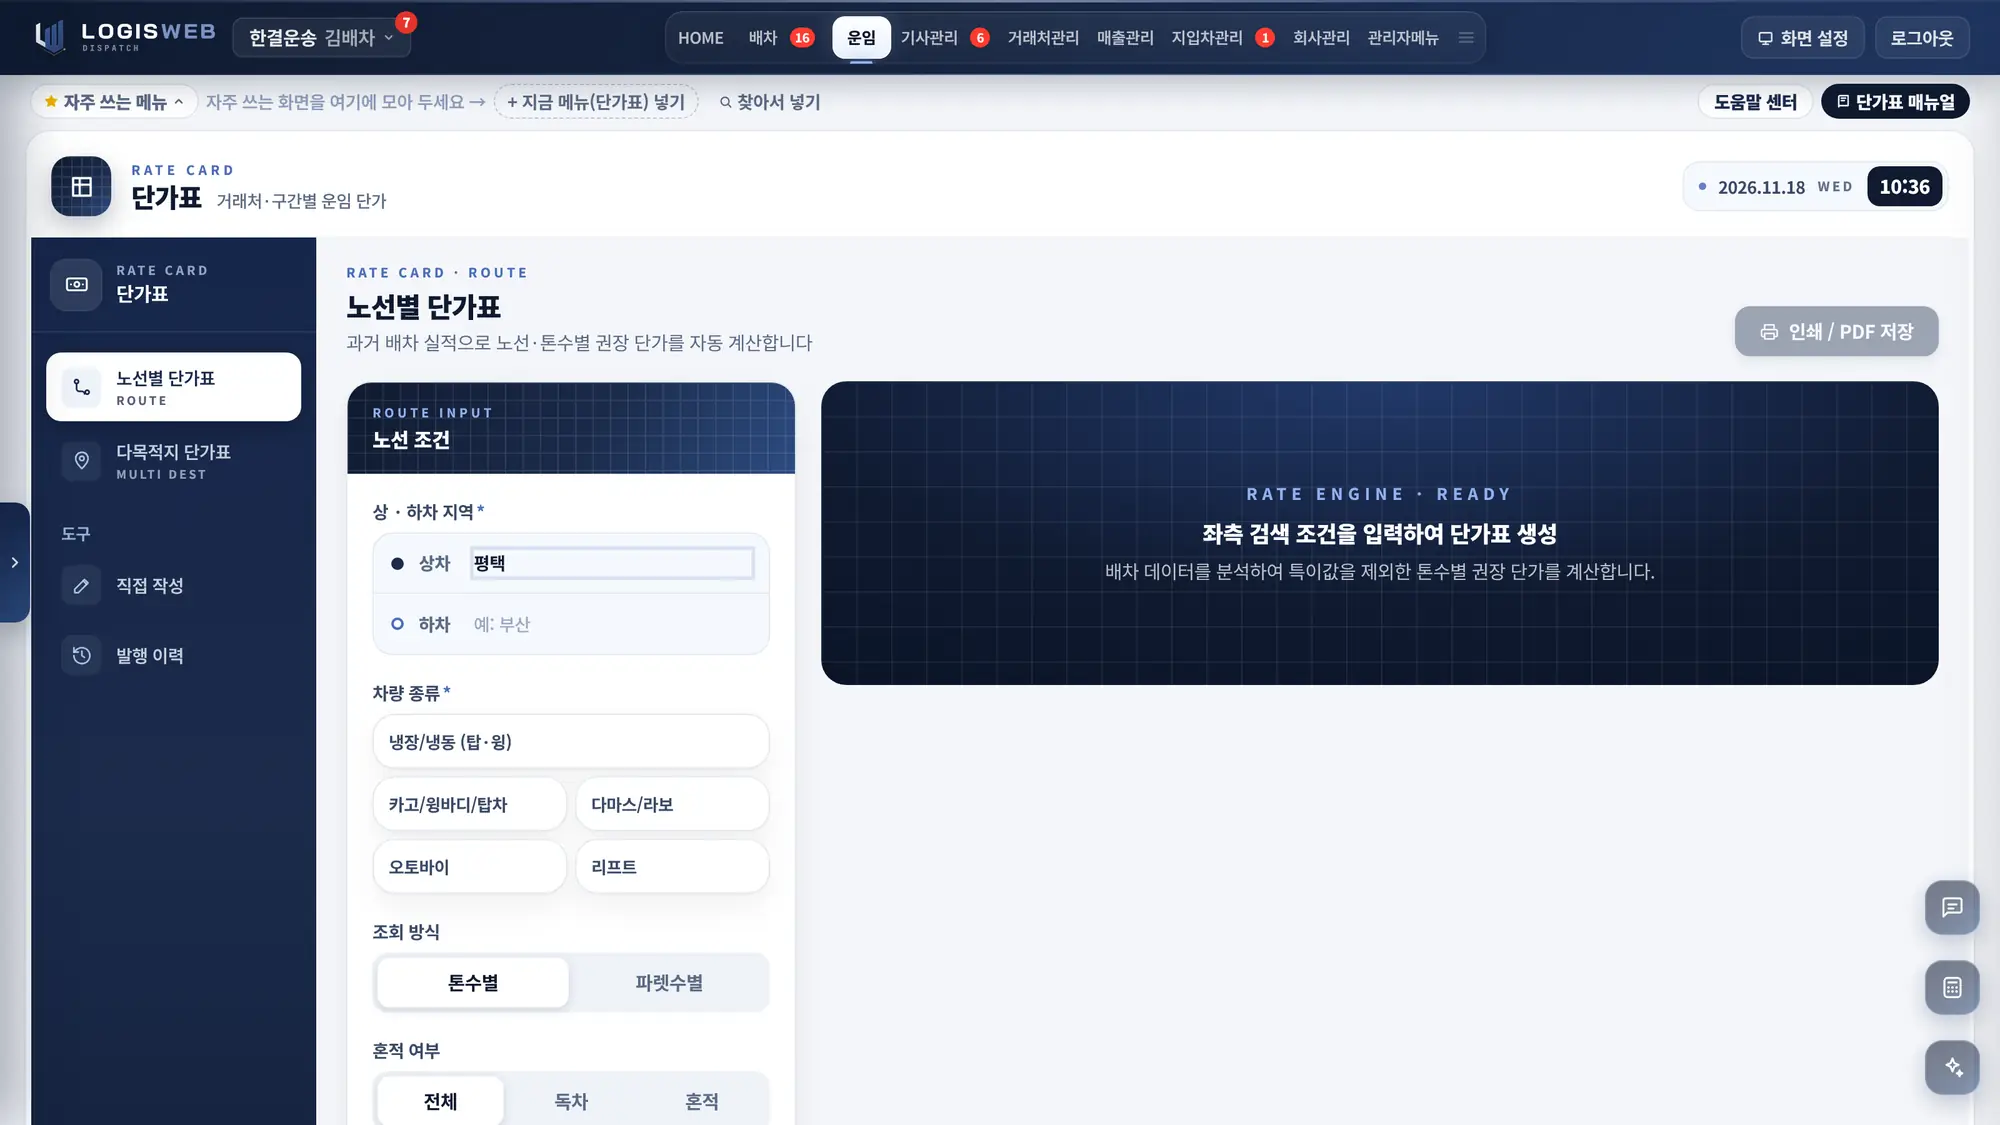 LOGISWEB
DISPATCH
한결운송 김배차
7
HOME
배차 16
운임
기사관리 6
거래처관리
매출관리
지입차관리 1
회사관리
관리자메뉴
화면 설정
로그아웃
자주 쓰는 메뉴
자주 쓰는 화면을 여기에 모아 두세요 →
+ 지금 메뉴(단가표) 넣기
찾아서 넣기
도움말 센터
단가표 매뉴얼
RATE CARD
단가표 거래처·구간별 운임 단가
2026.11.18 WED 10:36
RATE CARD
단가표
노선별 단가표
ROUTE
다목적지 단가표
MULTI DEST
도구
직접 작성
발행 이력
RATE CARD · ROUTE
노선별 단가표
과거 배차 실적으로 노선·톤수별 권장 단가를 자동 계산합니다
인쇄 / PDF 저장
ROUTE INPUT
노선 조건
상 · 하차 지역*
상차 평택
하차 예: 부산
차량 종류*
냉장/냉동 (탑·윙)
카고/윙바디/탑차
다마스/라보
오토바이
리프트
조회 방식
톤수별
파렛수별
혼적 여부
전체
독차
혼적
RATE ENGINE · READY
좌측 검색 조건을 입력하여 단가표 생성
배차 데이터를 분석하여 특이값을 제외한 톤수별 권장 단가를 계산합니다.